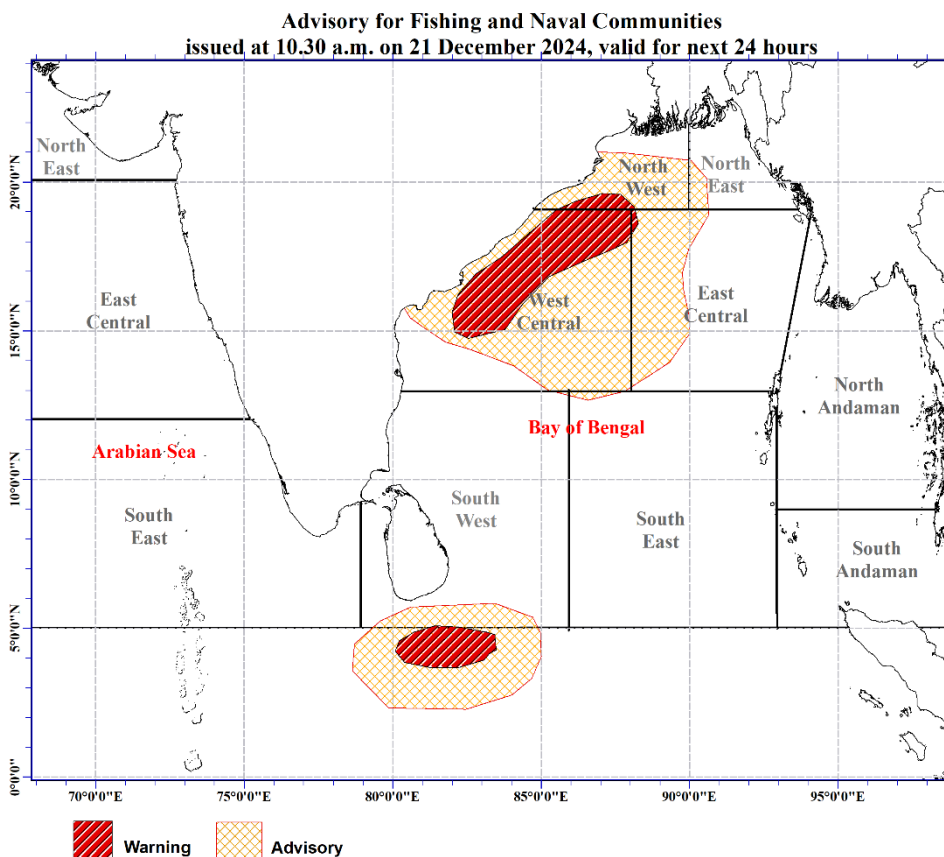 Advisory for Fishing and Naval Communities
issued at 10.30 a.m. on 21 December 2024, valid for next 24 hours
North
East
North
West
North
East
20°0'0"N
East
Central
West
Central
East
Central
15°0'0"N
North
Andaman
Bay of Bengal
Arabian Sea
10°0'0"N
South
West
South
East
South
East
South
Andaman
5°0'0"N
0°0'0"
70°0'0"E
75°0'0"E
80°0'0"E
85°0'0"E
90°0'0"E
95°0'0"E
Warning
Advisory